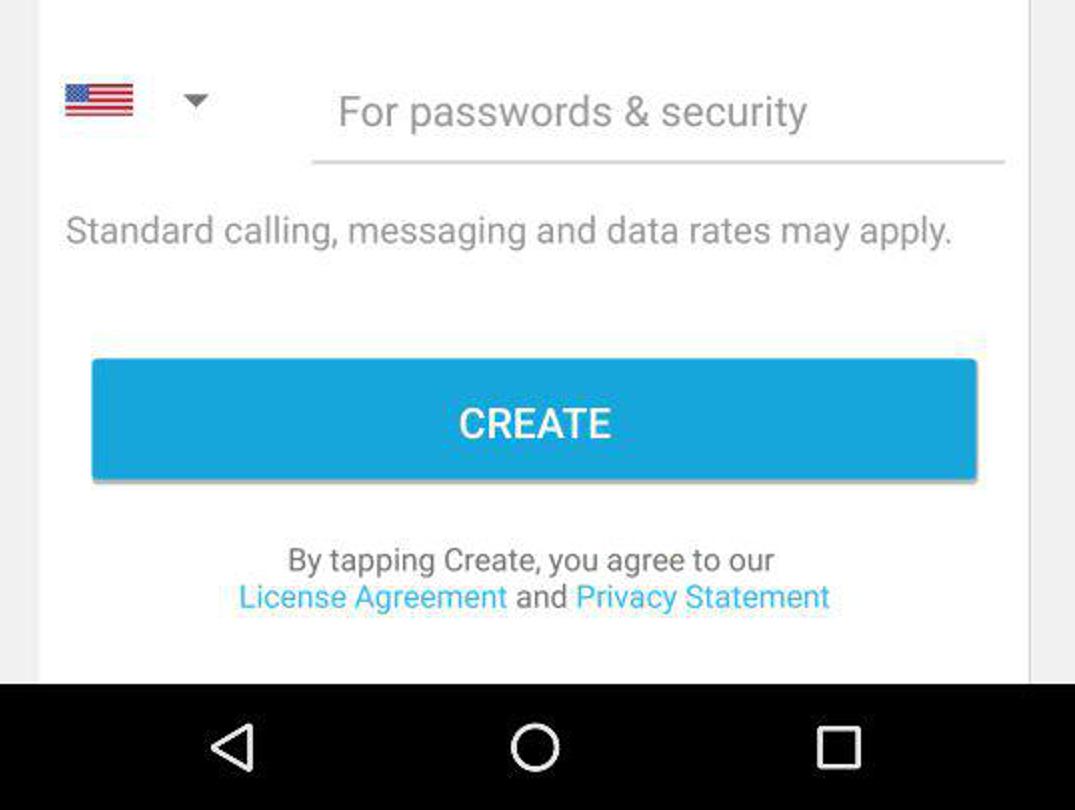 For passwords & security
Standard calling, messaging and data rates may apply.
CREATE
By tapping Create, you agree to our
License Agreement and Privacy Statement